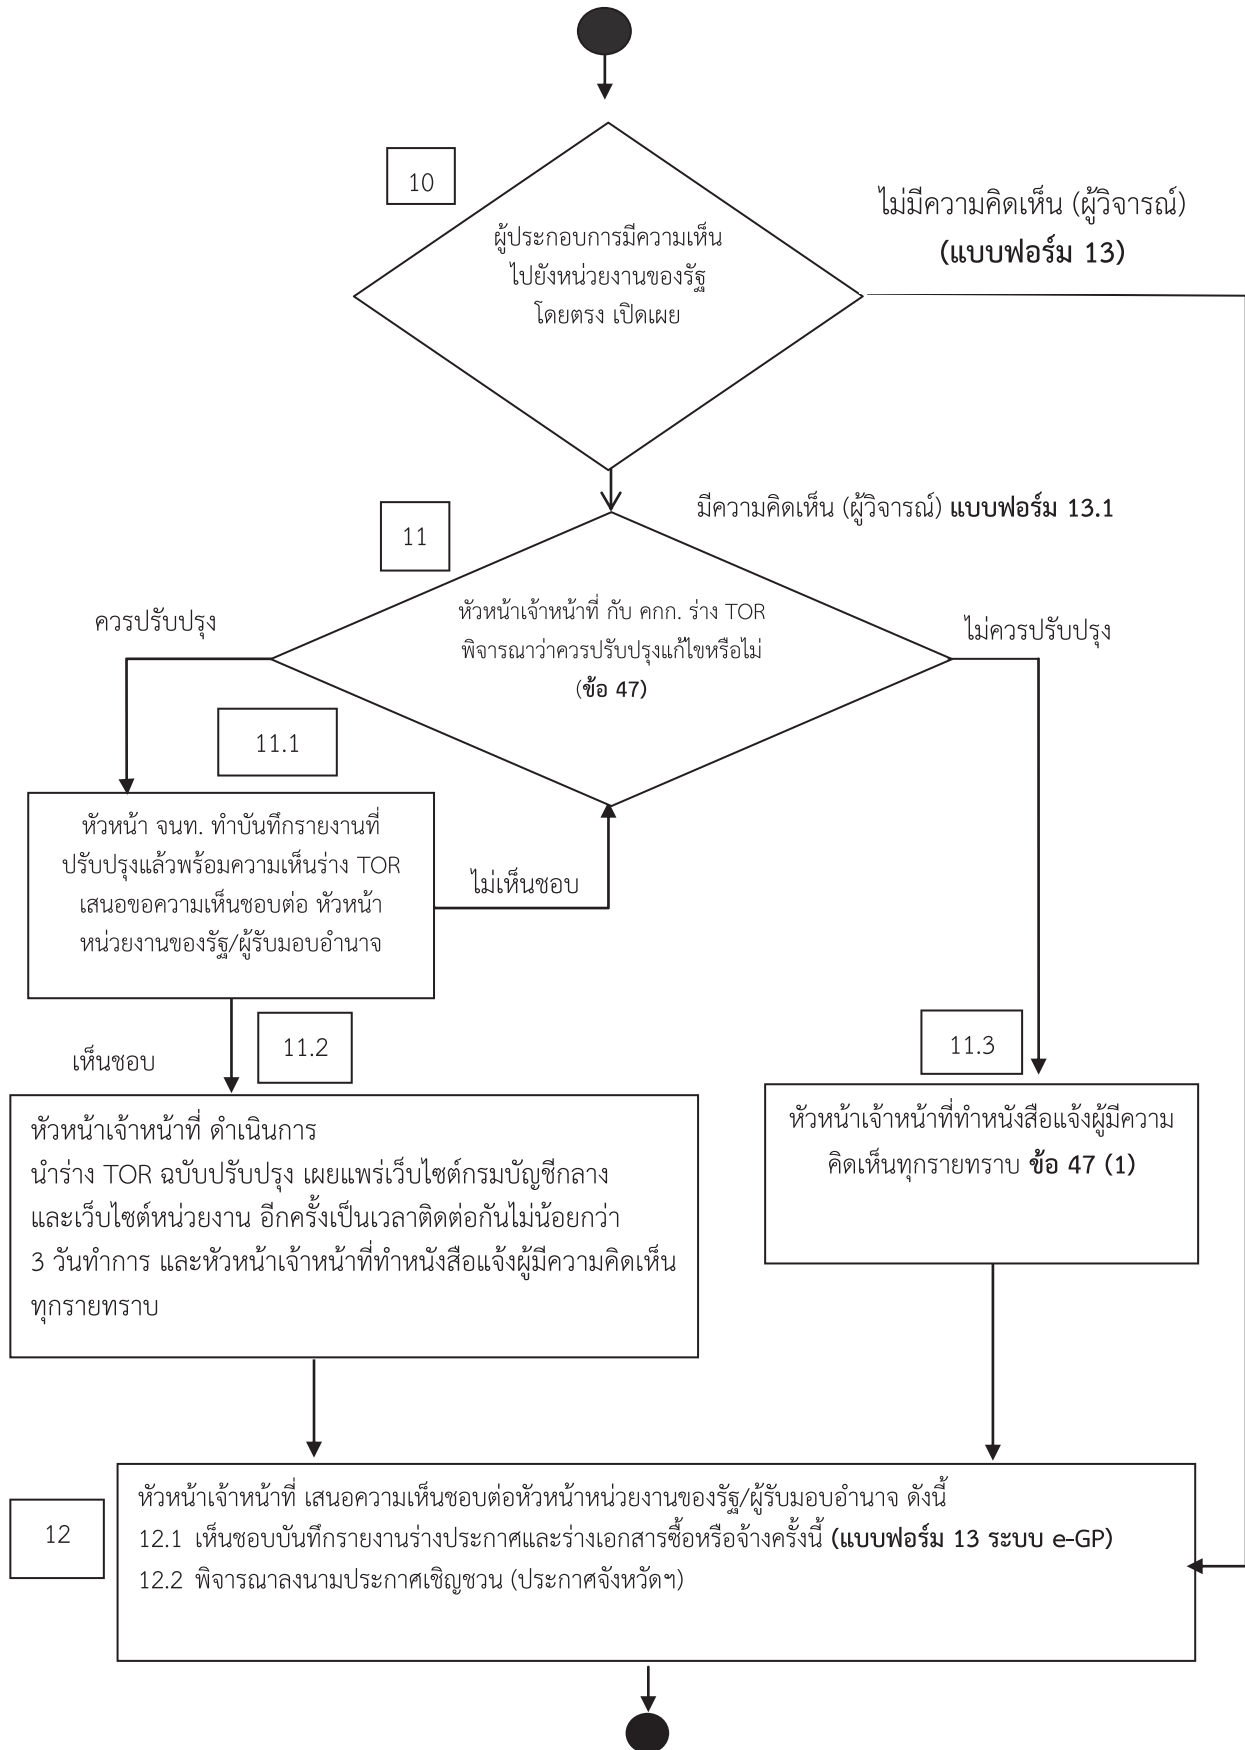 10
ผู้ประกอบการมีความเห็น
ไปยังหน่วยงานของรัฐ
โดยตรง เปิดเผย
ไม่มีความคิดเห็น (ผู้วิจารณ์)
(แบบฟอร์ม 13)
มีความคิดเห็น (ผู้วิจารณ์) แบบฟอร์ม 13.1
11
หัวหน้าเจ้าหน้าที่ กับ คกก. ร่าง TOR
พิจารณาว่าควรปรับปรุงแก้ไขหรือไม่
(ข้อ 47)
ควรปรับปรุง
ไม่ควรปรับปรุง
11.1
หัวหน้า จนท. ทำบันทึกรายงานที่
ปรับปรุงแล้วพร้อมความเห็นร่าง TOR
เสนอขอความเห็นชอบต่อ หัวหน้า
หน่วยงานของรัฐ/ผู้รับมอบอำนาจ
ไม่เห็นชอบ
เห็นชอบ
11.2
หัวหน้าเจ้าหน้าที่ ดำเนินการ
นำร่าง TOR ฉบับปรับปรุง เผยแพร่เว็บไซต์กรมบัญชีกลาง
และเว็บไซต์หน่วยงาน อีกครั้งเป็นเวลาติดต่อกันไม่น้อยกว่า
3 วันทำการ และหัวหน้าเจ้าหน้าที่ทำหนังสือแจ้งผู้มีความคิดเห็น
ทุกรายทราบ
11.3
หัวหน้าเจ้าหน้าที่ทำหนังสือแจ้งผู้มีความ
คิดเห็นทุกรายทราบ ข้อ 47 (1)
12
หัวหน้าเจ้าหน้าที่ เสนอความเห็นชอบต่อหัวหน้าหน่วยงานของรัฐ/ผู้รับมอบอำนาจ ดังนี้
12.1 เห็นชอบบันทึกรายงานร่างประกาศและร่างเอกสารซื้อหรือจ้างครั้งนี้ (แบบฟอร์ม 13 ระบบ e-GP)
12.2 พิจารณาลงนามประกาศเชิญชวน (ประกาศจังหวัดฯ)